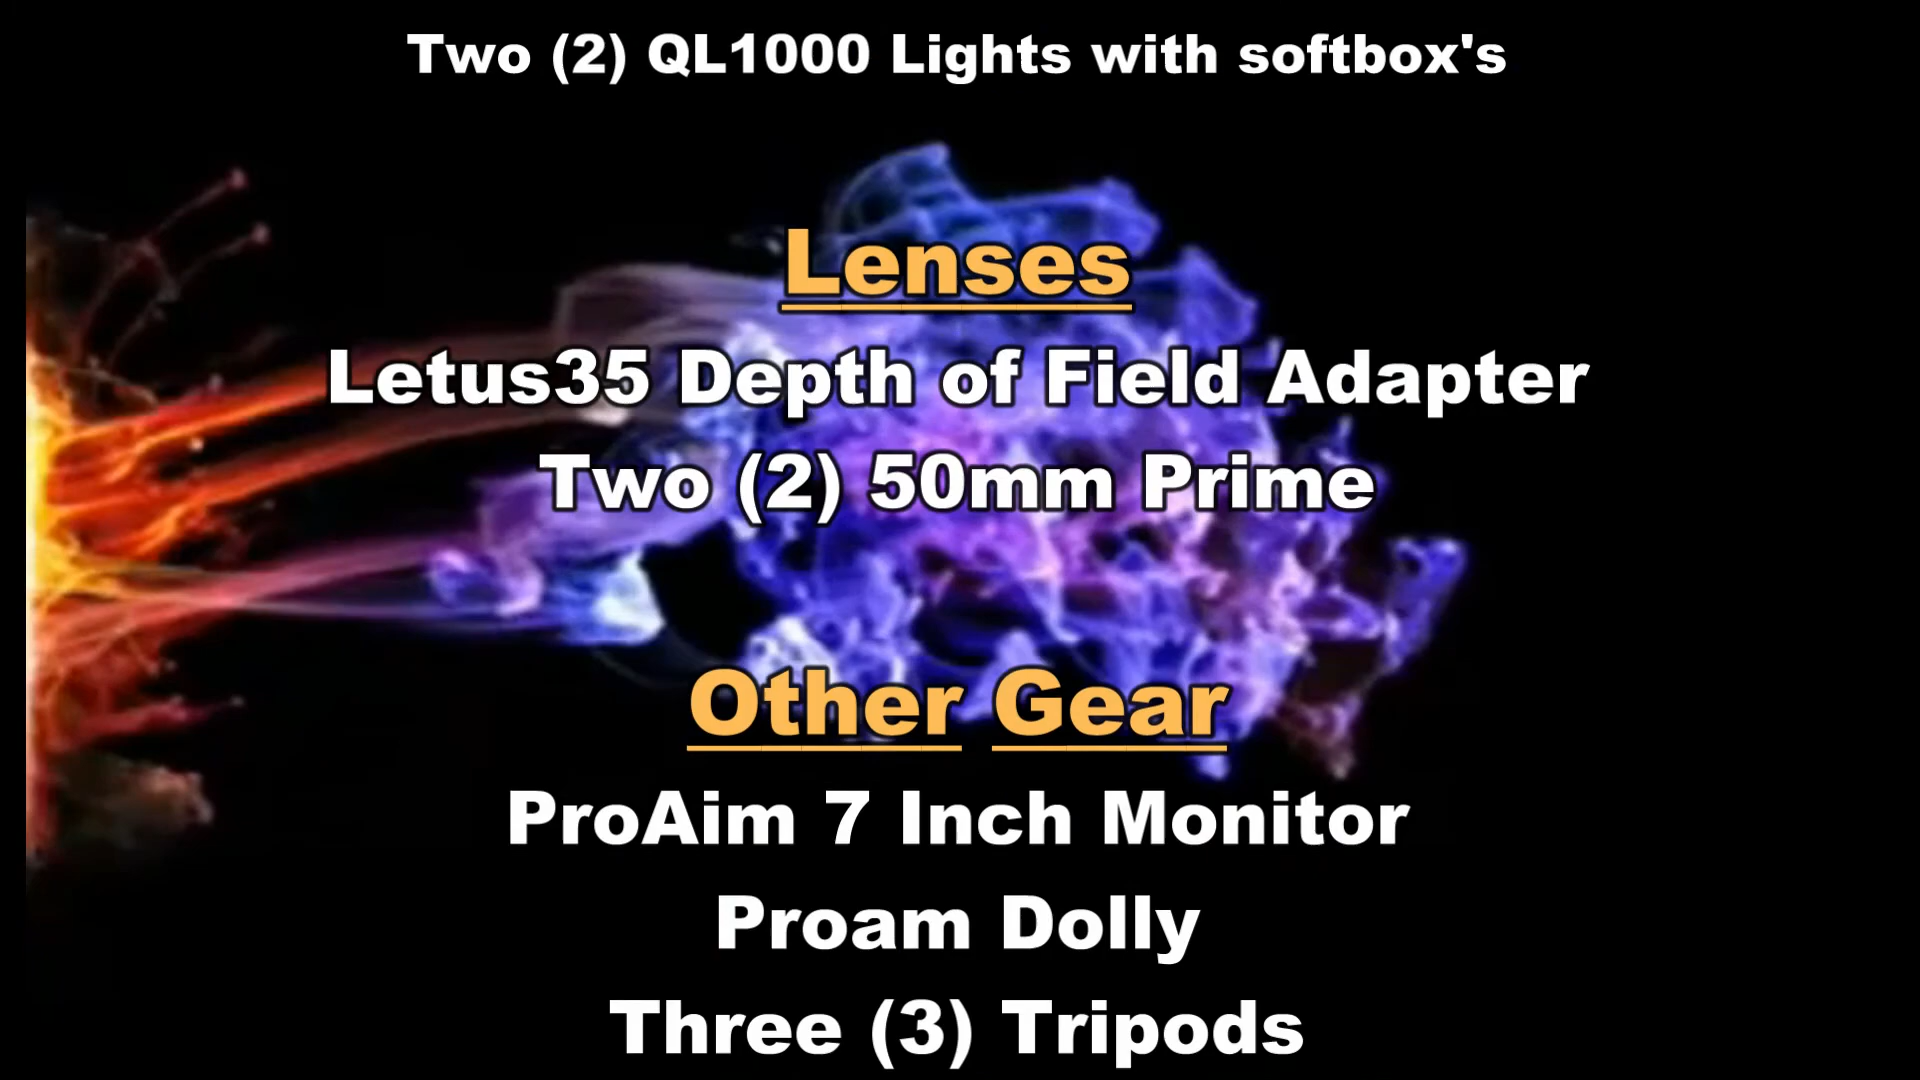 Two (2) QL1000 Lights with softbox's
Lenses
Letus35 Depth of Field Adapter
Two (2) 50mm Prime
Other Gear
ProAim 7 Inch Monitor
Proam Dolly
Three (3) Tripods